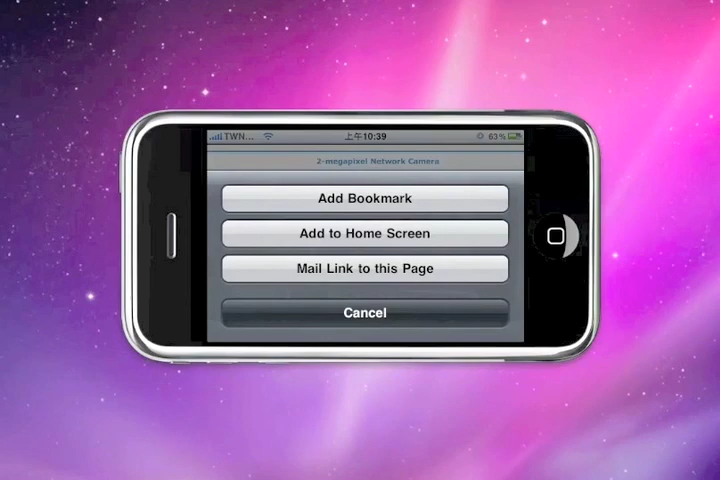 TWN... 上午10:39 63%
2-megapixel Network Camera
Add Bookmark
Add to Home Screen
Mail Link to this Page
Cancel